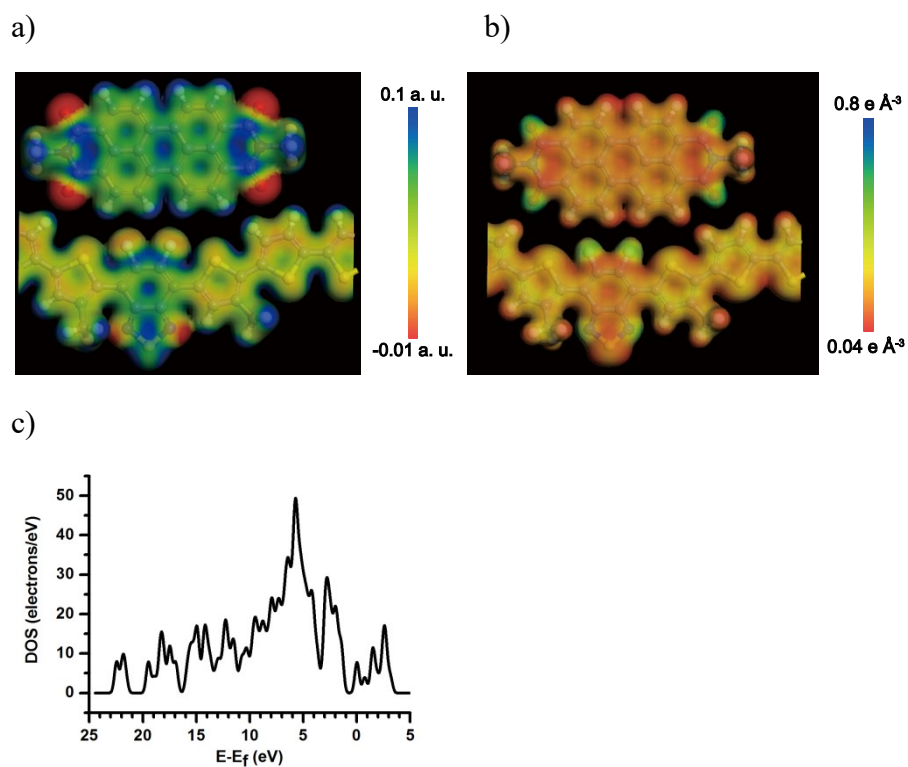 a)
b)
0.1 a. u.
-0.01 a. u.
0.8 e Å⁻³
0.04 e Å⁻³
c)
DOS (electrons/eV)
50
40
30
20
10
0
25 20 15 10 5 0 5
E-Ef (eV)